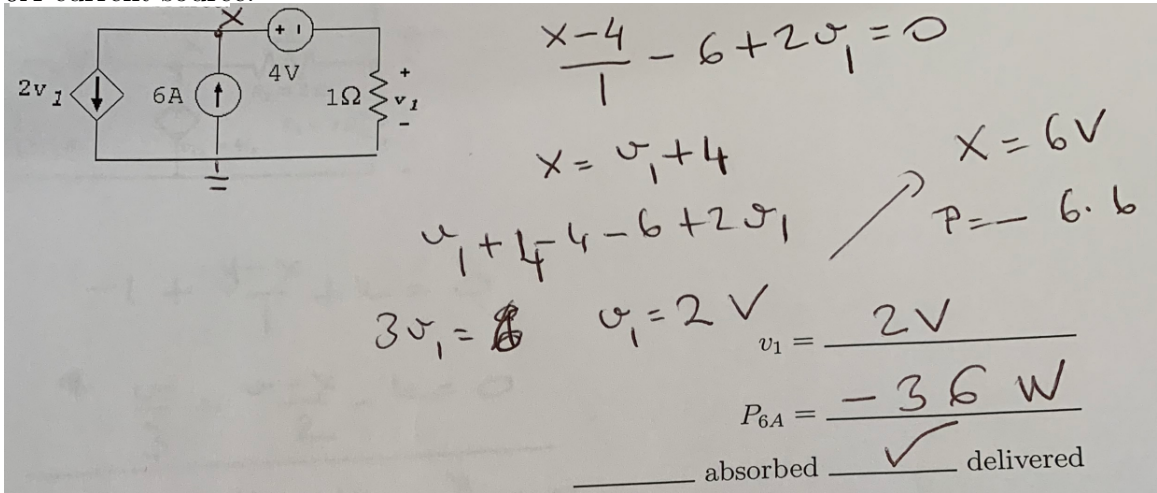 X
+ -
4V
2v1
6A
1Ω
+
v1
-
X-4
1
- 6 + 2v1 = 0
X = v1 + 4
v1 + 4 - 4 - 6 + 2v1
3v1 = 6
v1 = 2 V
X = 6V
P = - 6.6
v1 = 2V
P6A = - 36 W
absorbed ✓ delivered